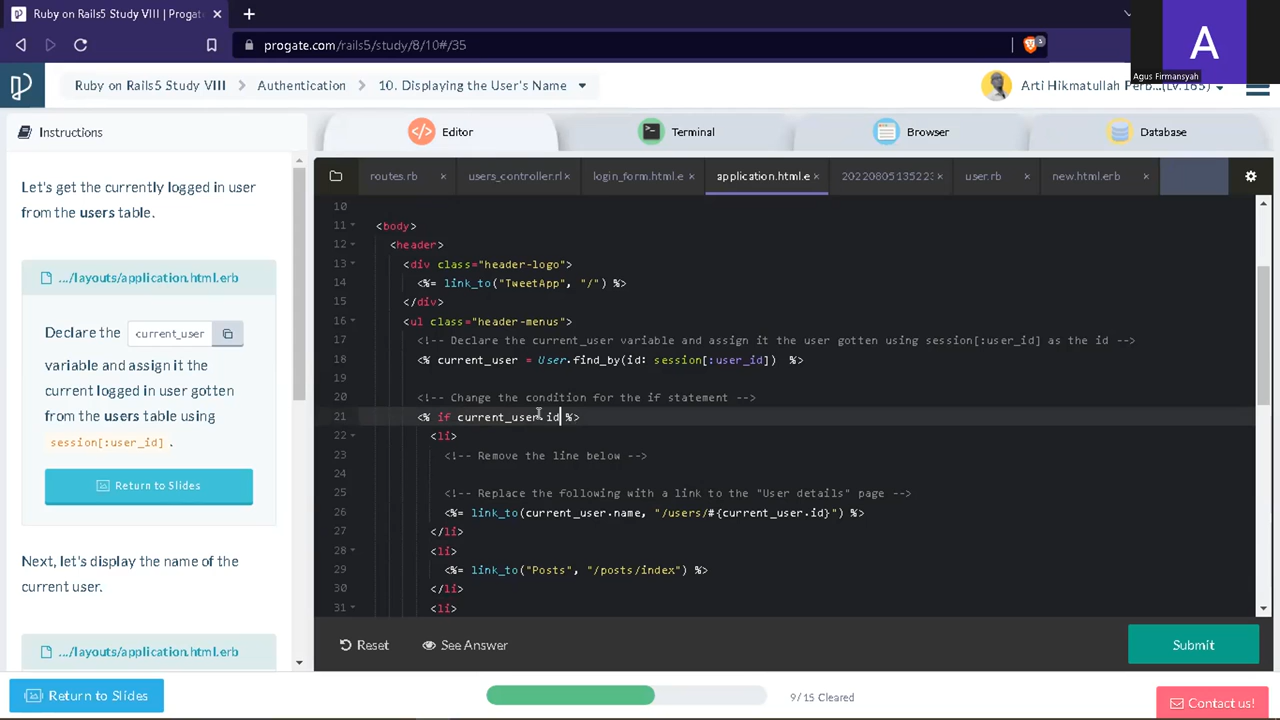 Ruby on Rails5 Study VIII | Progate
progate.com/rails5/study/8/10#/35
A
Agus Firmansyah
Ruby on Rails5 Study VIII
Authentication
10. Displaying the User's Name
Arti Hikmatullah Perb...(Lv.165)
Instructions
Editor
Terminal
Browser
Database
Let's get the currently logged in user
from the users table.
.../layouts/application.html.erb
Declare the current_user
variable and assign it the
current logged in user gotten
from the users table using
session[:user_id] .
Return to Slides
Next, let's display the name of the
current user.
.../layouts/application.html.erb
routes.rb
users_controller.rl
login_form.html.e
application.html.e
20220805135223
user.rb
new.html.erb
10
11 <body>
12 <header>
13 <div class="header-logo">
14 <%= link_to("TweetApp", "/") %>
15 </div>
16 <ul class="header-menus">
17 <!-- Declare the current_user variable and assign it the user gotten using session[:user_id] as the id -->
18 <% current_user = User.find_by(id: session[:user_id]) %>
19
20 <!-- Change the condition for the if statement -->
21 <% if current_user.id %>
22 <li>
23 <!-- Remove the line below -->
24
25 <!-- Replace the following with a link to the "User details" page -->
26 <%= link_to(current_user.name, "/users/#{current_user.id}") %>
27 </li>
28 <li>
29 <%= link_to("Posts", "/posts/index") %>
30 </li>
31 <li>
Reset
See Answer
Submit
Return to Slides
9/15 Cleared
Contact us!